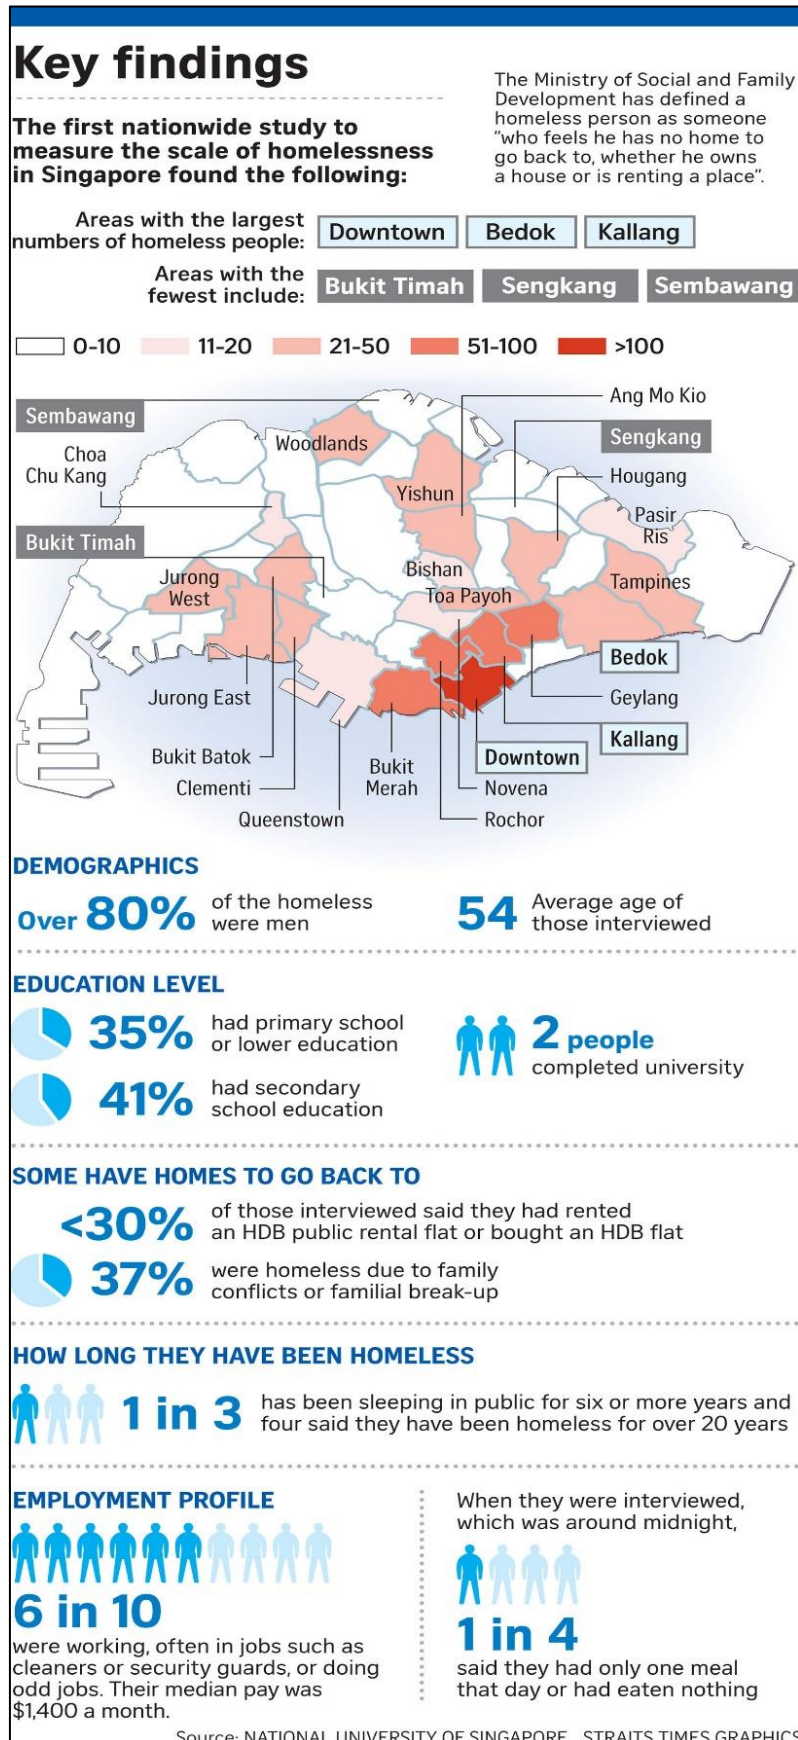 Key findings
The first nationwide study to
measure the scale of homelessness
in Singapore found the following:
The Ministry of Social and Family
Development has defined a
homeless person as someone
“who feels he has no home to
go back to, whether he owns
a house or is renting a place”.
Areas with the largest
numbers of homeless people:
Downtown
Bedok
Kallang
Areas with the
fewest include:
Bukit Timah
Sengkang
Sembawang
0-10
11-20
21-50
51-100
>100
Ang Mo Kio
Sembawang
Sengkang
Woodlands
Choa
Chu Kang
Hougang
Yishun
Pasir
Ris
Bukit Timah
Bishan
Jurong
West
Toa Payoh
Tampines
Bedok
Jurong East
Geylang
Kallang
Bukit Batok
Bukit
Merah
Downtown
Clementi
Novena
Queenstown
Rochor
DEMOGRAPHICS
Over 80%
of the homeless
were men
54
Average age of
those interviewed
EDUCATION LEVEL
35%
had primary school
or lower education
2 people
completed university
41%
had secondary
school education
SOME HAVE HOMES TO GO BACK TO
<30%
of those interviewed said they had rented
an HDB public rental flat or bought an HDB flat
37%
were homeless due to family
conflicts or familial break-up
HOW LONG THEY HAVE BEEN HOMELESS
1 in 3
has been sleeping in public for six or more years and
four said they have been homeless for over 20 years
EMPLOYMENT PROFILE
6 in 10
were working, often in jobs such as
cleaners or security guards, or doing
odd jobs. Their median pay was
$1,400 a month.
When they were interviewed,
which was around midnight,
1 in 4
said they had only one meal
that day or had eaten nothing
Source: NATIONAL UNIVERSITY OF SINGAPORE STRAITS TIMES GRAPHICS